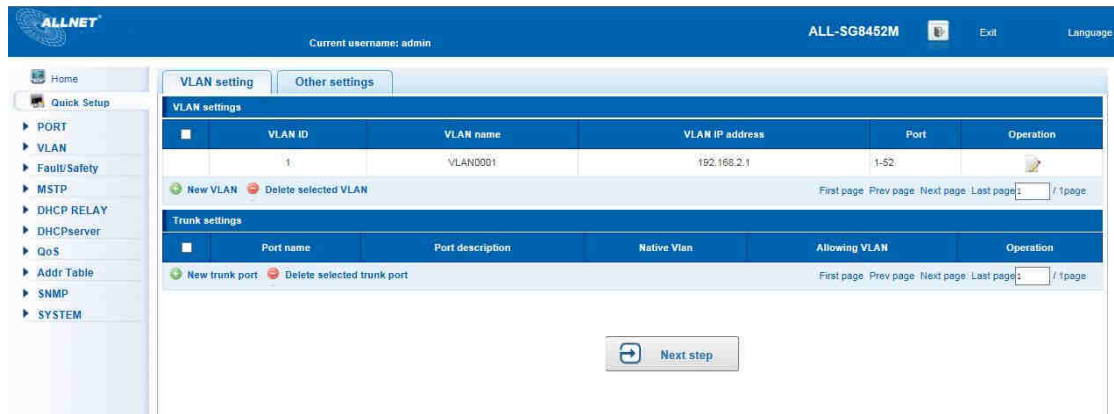 ALLNET
Current username: admin
ALL-SG8452M
Exit
Language
Home
Quick Setup
PORT
VLAN
Fault/Safety
MSTP
DHCP RELAY
DHCPserver
QoS
Addr Table
SNMP
SYSTEM
VLAN setting Other settings
VLAN settings
VLAN ID VLAN name VLAN IP address Port Operation
1 VLAN0001 192.168.2.1 1-52
New VLAN Delete selected VLAN First page Prev page Next page Last page 1 / 1page
Trunk settings
Port name Port description Native Vlan Allowing VLAN Operation
New trunk port Delete selected trunk port First page Prev page Next page Last page 1 / 1page
Next step